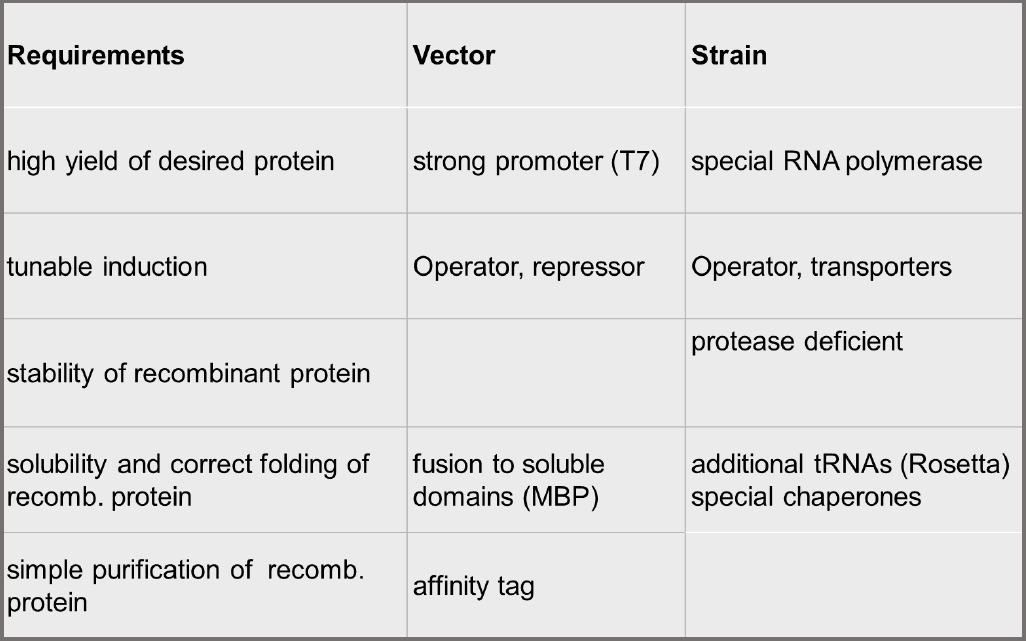 Requirements Vector Strain
high yield of desired protein strong promoter (T7) special RNA polymerase
tunable induction Operator, repressor Operator, transporters
stability of recombinant protein protease deficient
solubility and correct folding of
recomb. protein
fusion to soluble
domains (MBP)
additional tRNAs (Rosetta)
special chaperones
simple purification of recomb.
protein
affinity tag